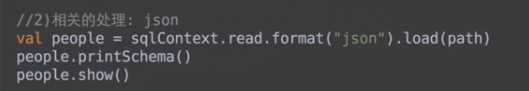 //2)相关的处理: json
val people = sqlContext.read.format("json").load(path)
people.printSchema()
people.show()